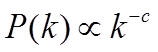 P(k) ∝ k^{-c}